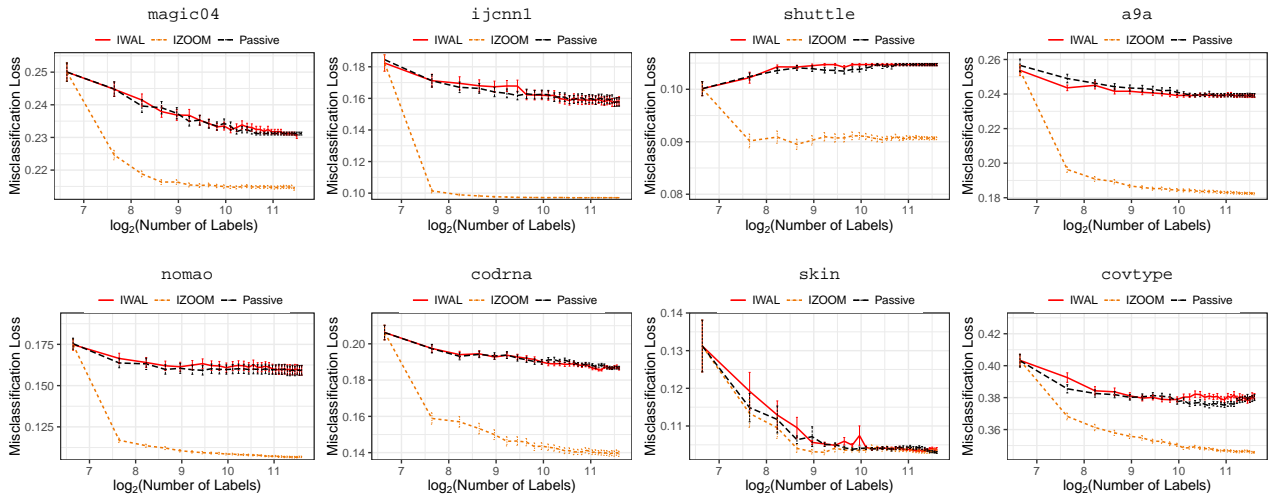 magic04
IWAL IZOOM Passive
Misclassification Loss
0.25
0.24
0.23
0.22
7 8 9 10 11
log2(Number of Labels)
ijcnn1
IWAL IZOOM Passive
Misclassification Loss
0.18
0.16
0.14
0.12
0.10
7 8 9 10 11
log2(Number of Labels)
shuttle
IWAL IZOOM Passive
Misclassification Loss
0.10
0.09
0.08
7 8 9 10 11
log2(Number of Labels)
a9a
IWAL IZOOM Passive
Misclassification Loss
0.26
0.24
0.22
0.20
0.18
7 8 9 10 11
log2(Number of Labels)
nomao
IWAL IZOOM Passive
Misclassification Loss
0.175
0.150
0.125
7 8 9 10 11
log2(Number of Labels)
codrna
IWAL IZOOM Passive
Misclassification Loss
0.20
0.18
0.16
0.14
7 8 9 10 11
log2(Number of Labels)
skin
IWAL IZOOM Passive
Misclassification Loss
0.14
0.13
0.12
0.11
7 8 9 10 11
log2(Number of Labels)
covtype
IWAL IZOOM Passive
Misclassification Loss
0.42
0.40
0.38
0.36
7 8 9 10 11
log2(Number of Labels)